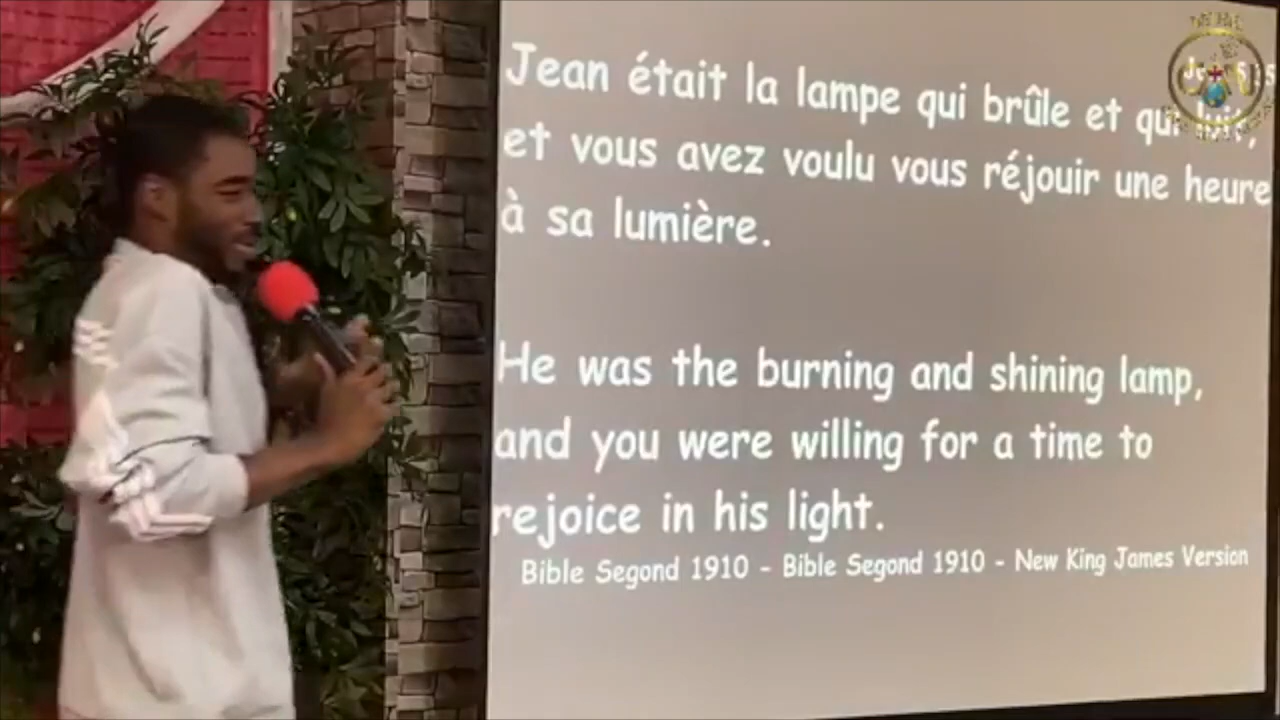 Jean était la lampe qui brûle et qui luit,
et vous avez voulu vous réjouir une heure
à sa lumière.
He was the burning and shining lamp,
and you were willing for a time to
rejoice in his light.
Bible Segond 1910 - Bible Segond 1910 - New King James Version